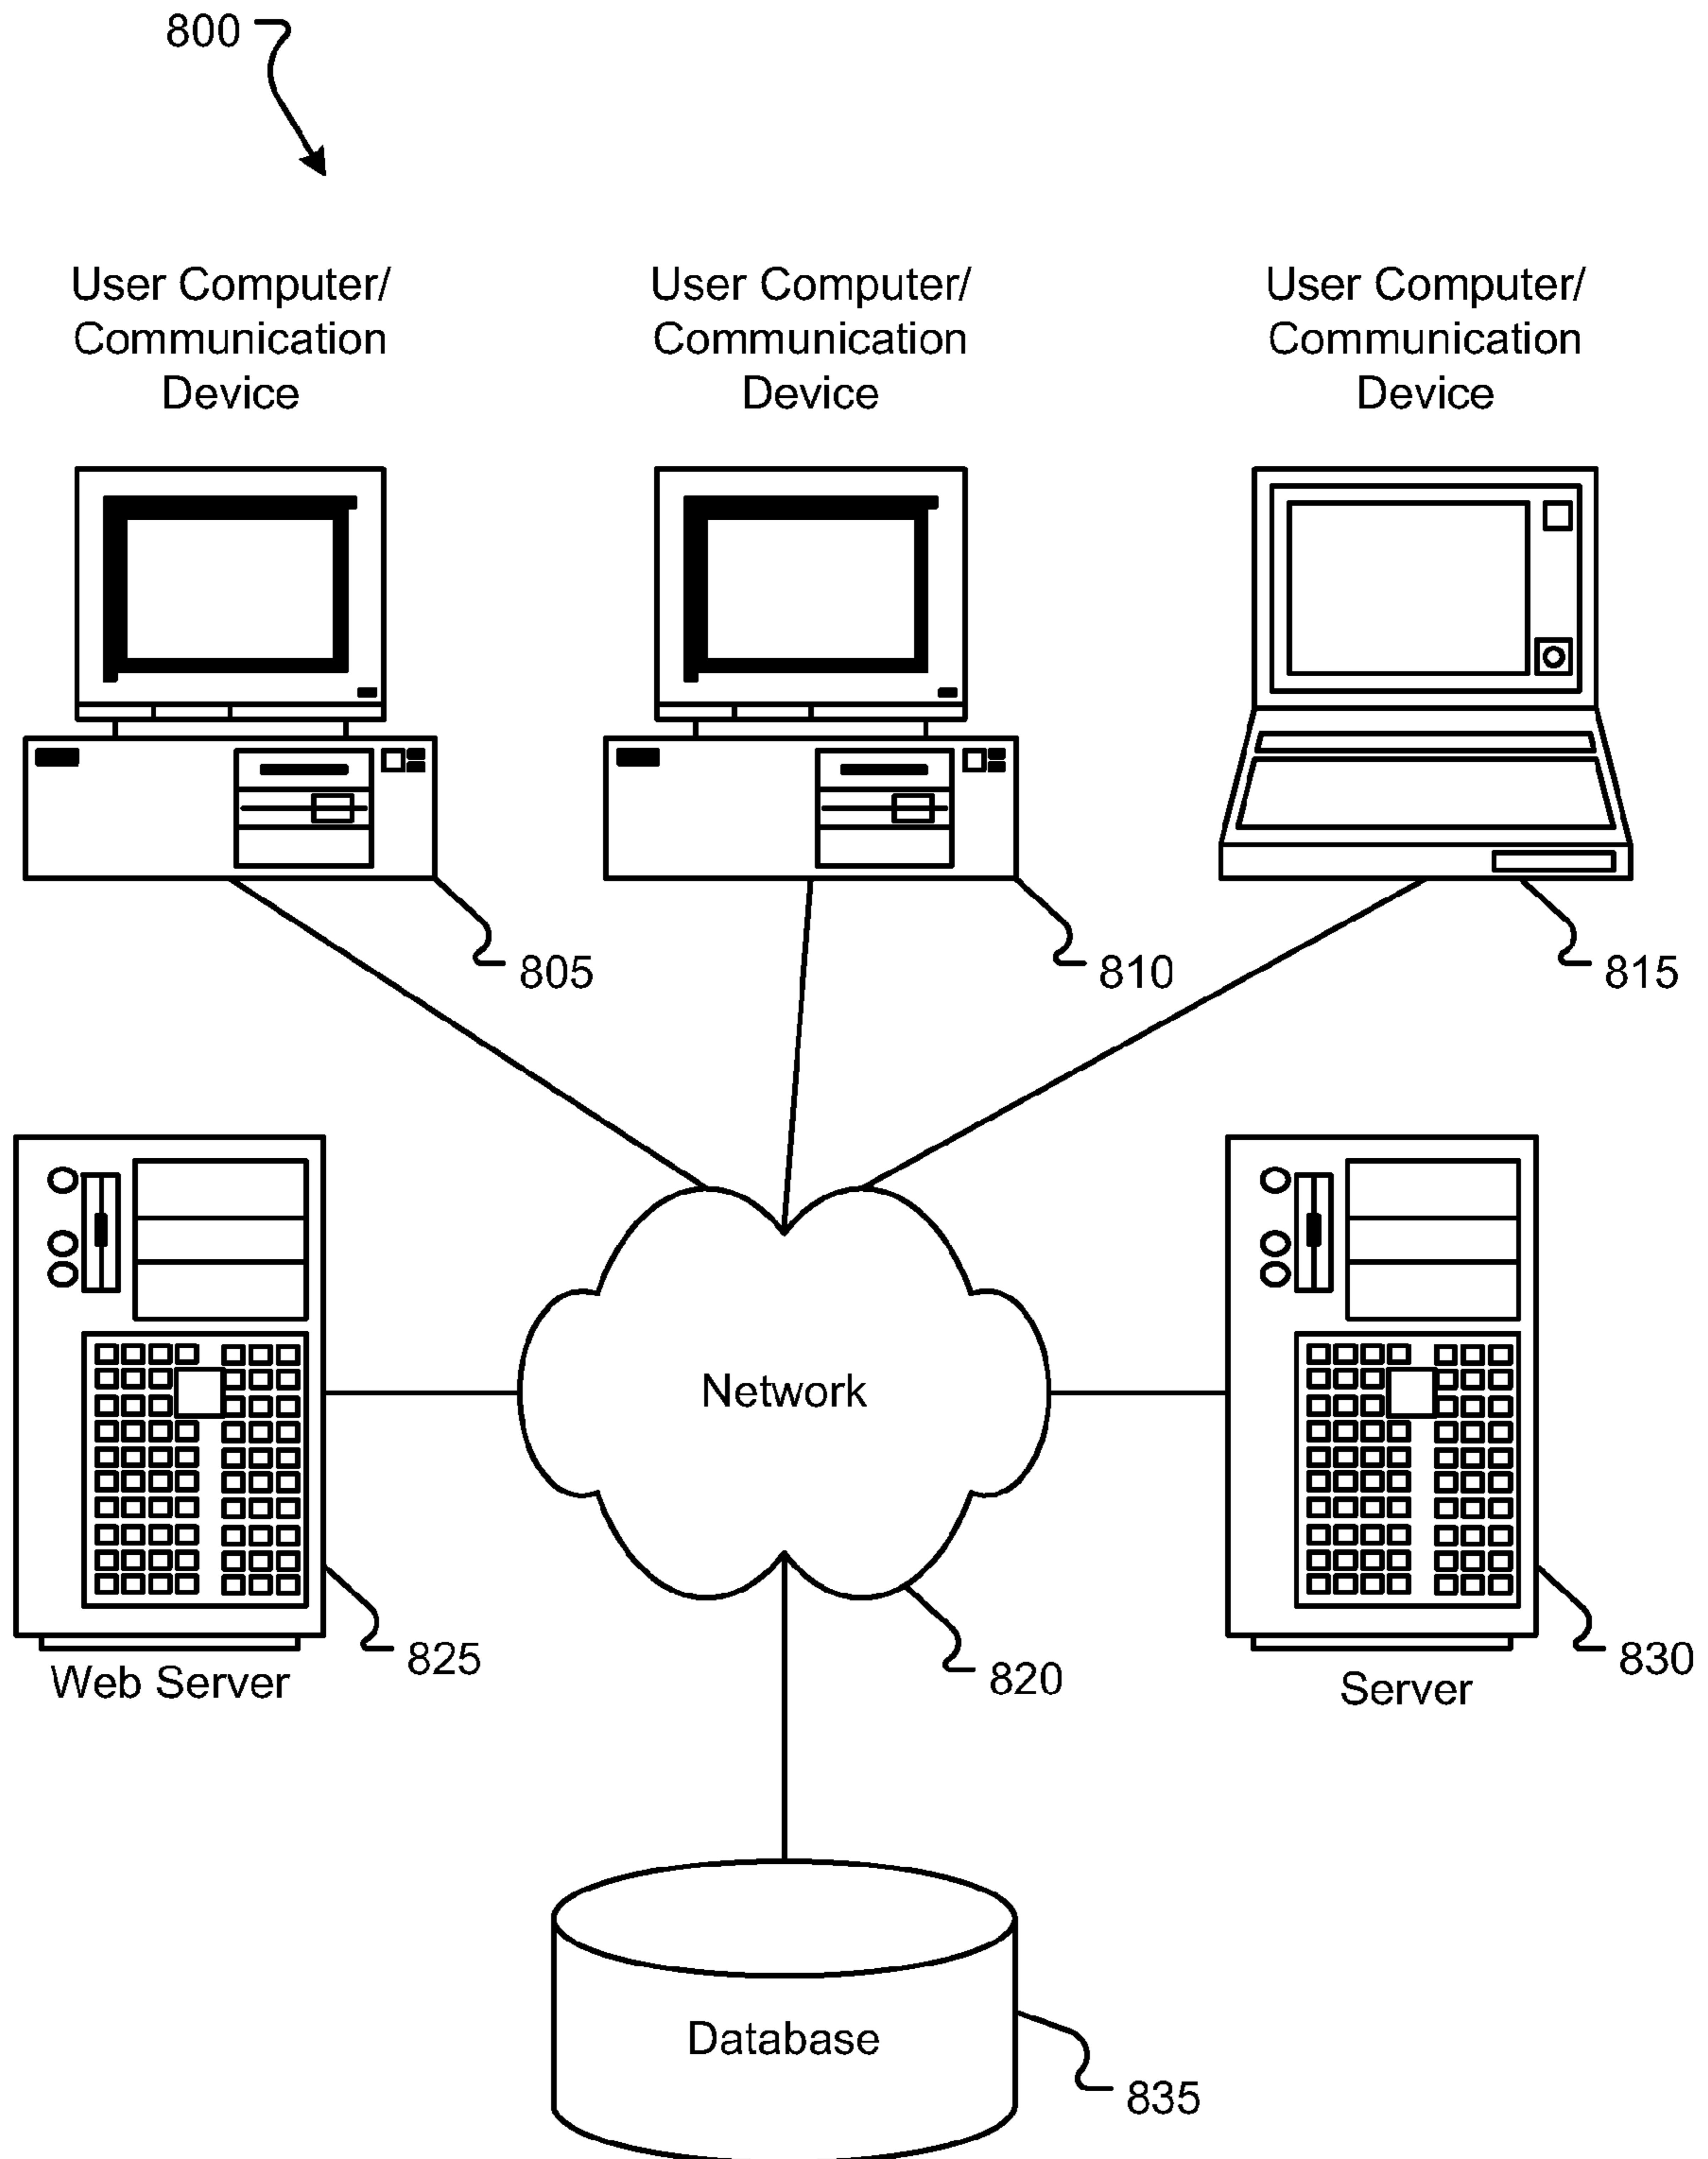 800
User Computer/
Communication
Device
User Computer/
Communication
Device
User Computer/
Communication
Device
805
810
815
Network
825
820
830
Web Server
Server
Database
835